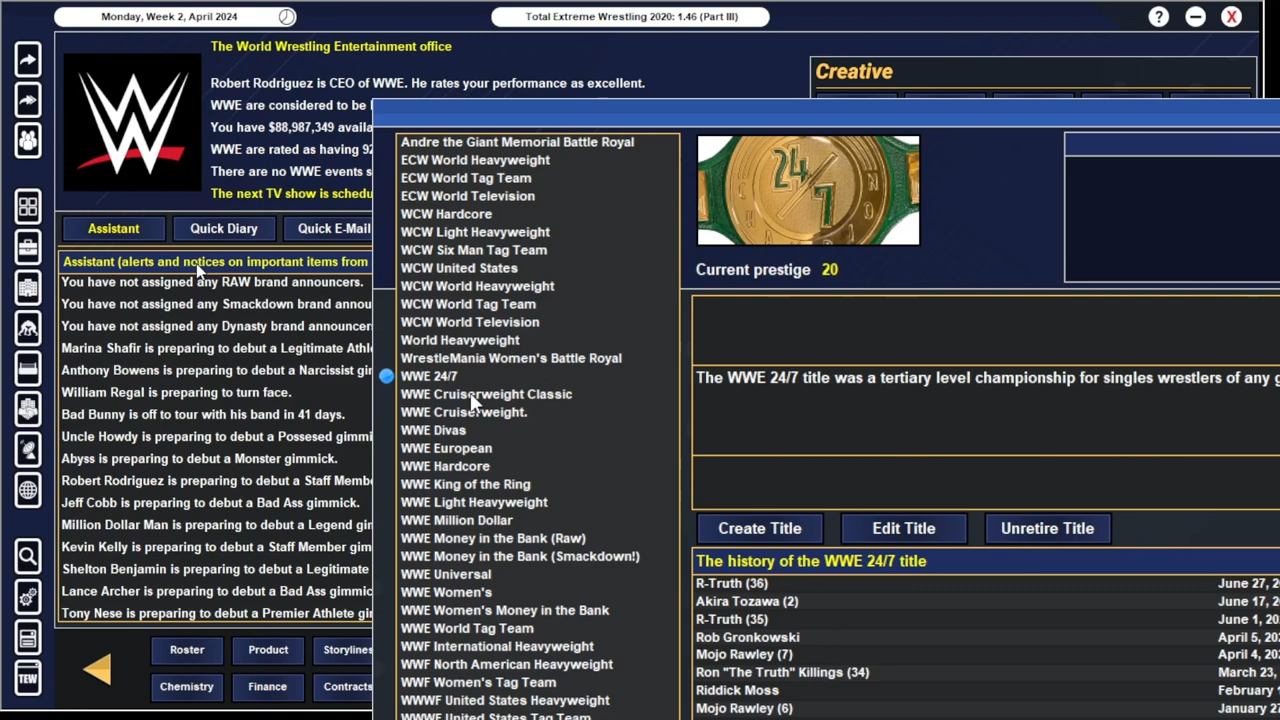 Monday, Week 2, April 2024
Total Extreme Wrestling 2020: 1.46 (Part III)
?
X
The World Wrestling Entertainment office
Robert Rodriguez is CEO of WWE. He rates your performance as excellent.
WWE are considered to be
You have $88,987,349 availa
WWE are rated as having 92
There are no WWE events s
The next TV show is schedu
Creative
Assistant
Quick Diary
Quick E-Mail
Assistant (alerts and notices on important items from
You have not assigned any RAW brand announcers.
You have not assigned any Smackdown brand annou
You have not assigned any Dynasty brand announcers
Marina Shafir is preparing to debut a Legitimate Athl
Anthony Bowens is preparing to debut a Narcissist gi
William Regal is preparing to turn face.
Bad Bunny is off to tour with his band in 41 days.
Uncle Howdy is preparing to debut a Possesed gimmi
Abyss is preparing to debut a Monster gimmick.
Robert Rodriguez is preparing to debut a Staff Membe
Jeff Cobb is preparing to debut a Bad Ass gimmick.
Million Dollar Man is preparing to debut a Legend gi
Kevin Kelly is preparing to debut a Staff Member gim
Shelton Benjamin is preparing to debut a Legitimate
Lance Archer is preparing to debut a Bad Ass gimmic
Tony Nese is preparing to debut a Premier Athlete gi
Roster
Product
Storylines
Chemistry
Finance
Contracts
TEW
Andre the Giant Memorial Battle Royal
ECW World Heavyweight
ECW World Tag Team
ECW World Television
WCW Hardcore
WCW Light Heavyweight
WCW Six Man Tag Team
WCW United States
WCW World Heavyweight
WCW World Tag Team
WCW World Television
World Heavyweight
WrestleMania Women's Battle Royal
WWE 24/7
WWE Cruiserweight Classic
WWE Cruiserweight.
WWE Divas
WWE European
WWE Hardcore
WWE King of the Ring
WWE Light Heavyweight
WWE Million Dollar
WWE Money in the Bank (Raw)
WWE Money in the Bank (Smackdown!)
WWE Universal
WWE Women's
WWE Women's Money in the Bank
WWE World Tag Team
WWF International Heavyweight
WWF North American Heavyweight
WWF Women's Tag Team
WWWF United States Heavyweight
WWWF United States Tag Team
24/7
Current prestige 20
The WWE 24/7 title was a tertiary level championship for singles wrestlers of any g
Create Title
Edit Title
Unretire Title
The history of the WWE 24/7 title
R-Truth (36) June 27, 20
Akira Tozawa (2) June 17, 20
R-Truth (35) June 1, 20
Rob Gronkowski April 5, 20
Mojo Rawley (7) April 4, 20
Ron "The Truth" Killings (34) March 23,
Riddick Moss February
Mojo Rawley (6) January 27